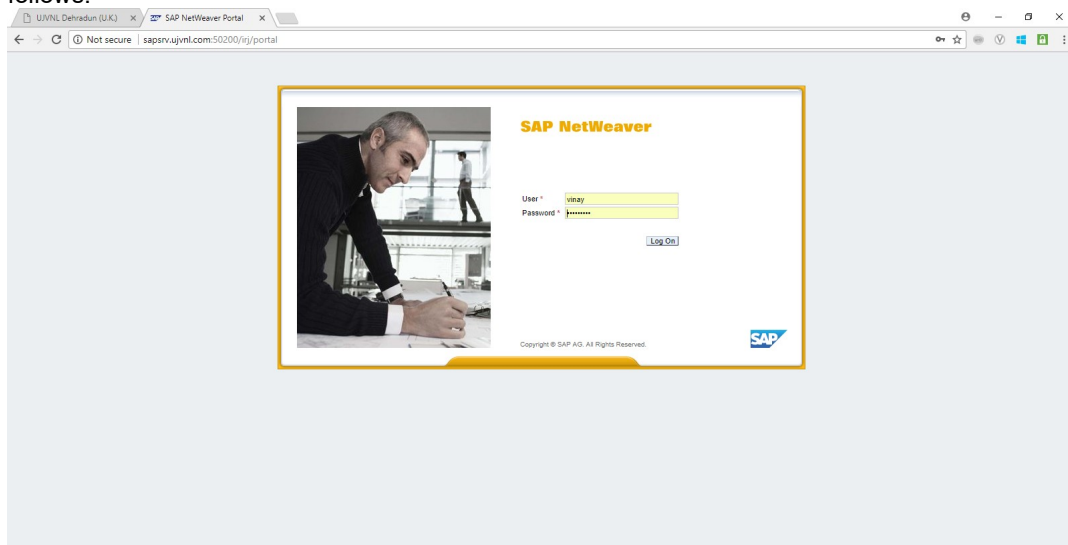 follows:
UJVNL Dehradun (U.K.)
SAP NetWeaver Portal
Not secure | sapsrv.ujvnl.com:50200/irj/portal
SAP NetWeaver
User *
vinay
Password *
Log On
Copyright © SAP AG. All Rights Reserved.
SAP